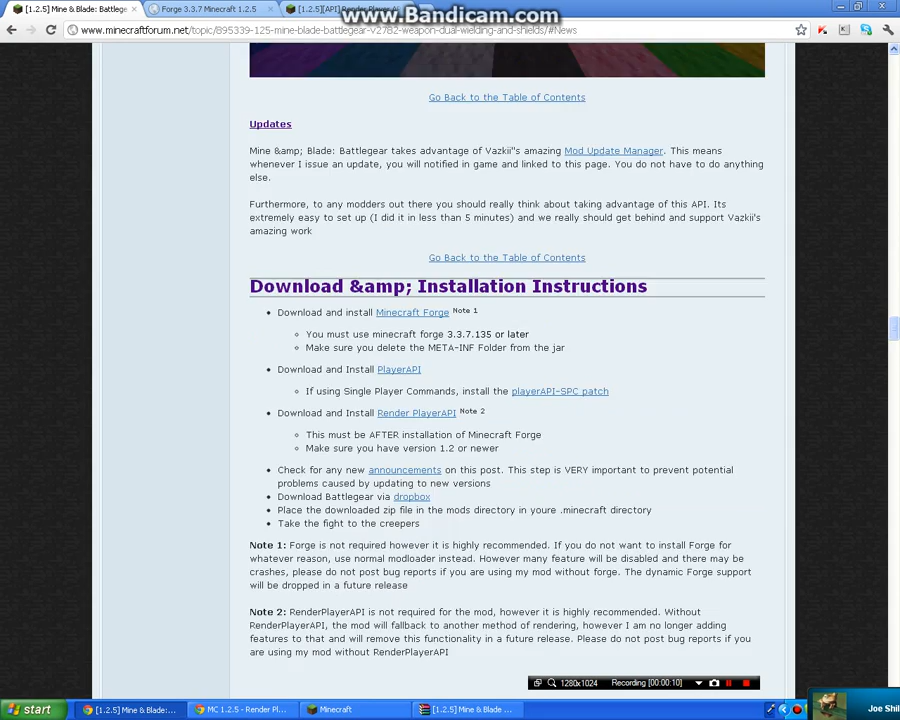 [1.2.5] Mine & Blade: Battlege
Forge 3.3.7 Minecraft 1.2.5
[1.2.5][API] Render Player API
www.Bandicam.com
www.minecraftforum.net/topic/895339-125-mine-blade-battlegear-v2782-weapon-dual-wielding-and-shields/#News
Go Back to the Table of Contents
Updates
Mine &amp; Blade: Battlegear takes advantage of Vazkii"s amazing Mod Update Manager. This means
whenever I issue an update, you will notified in game and linked to this page. You do not have to do anything
else.
Furthermore, to any modders out there you should really think about taking advantage of this API. Its
extremely easy to set up (I did it in less than 5 minutes) and we really should get behind and support Vazkii's
amazing work
Go Back to the Table of Contents
Download &amp; Installation Instructions
Download and install Minecraft Forge Note 1
You must use minecraft forge 3.3.7.135 or later
Make sure you delete the META-INF Folder from the jar
Download and Install PlayerAPI
If using Single Player Commands, install the playerAPI-SPC patch
Download and Install Render PlayerAPI Note 2
This must be AFTER installation of Minecraft Forge
Make sure you have version 1.2 or newer
Check for any new announcements on this post. This step is VERY important to prevent potential
problems caused by updating to new versions
Download Battlegear via dropbox
Place the downloaded zip file in the mods directory in youre .minecraft directory
Take the fight to the creepers
Note 1: Forge is not required however it is highly recommended. If you do not want to install Forge for
whatever reason, use normal modloader instead. However many feature will be disabled and there may be
crashes, please do not post bug reports if you are using my mod without forge. The dynamic Forge support
will be dropped in a future release
Note 2: RenderPlayerAPI is not required for the mod, however it is highly recommended. Without
RenderPlayerAPI, the mod will fallback to another method of rendering, however I am no longer adding
features to that and will remove this functionality in a future release. Please do not post bug reports if you
are using my mod without RenderPlayerAPI
1280x1024 Recording [00:00:10]
start
[1.2.5] Mine & Blade:...
MC 1.2.5 - Render Pl...
Minecraft
[1.2.5] Mine & Blade ...
Joe Shil